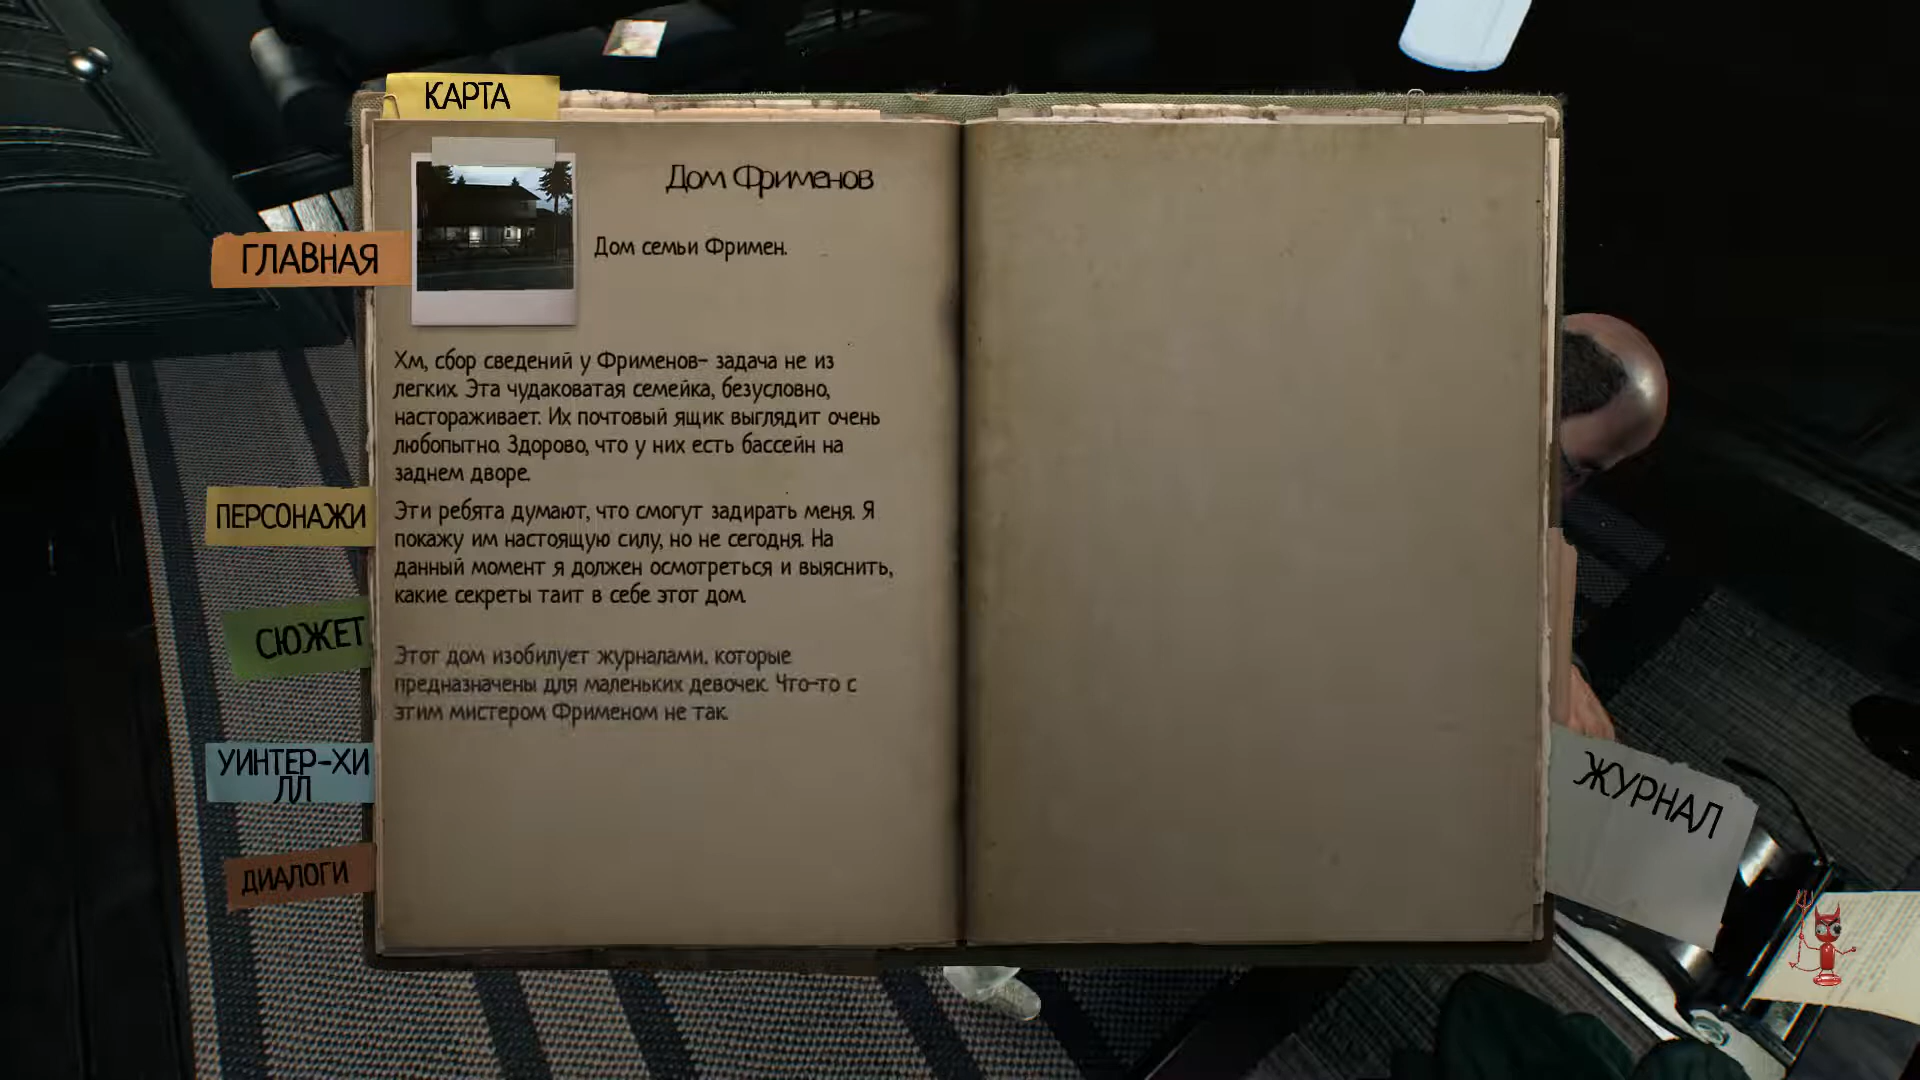 КАРТА
Дом Фрименов
ГЛАВНАЯ
Дом семьи Фримен.
Хм, сбор сведений у Фрименов- задача не из
легких. Эта чудаковатая семейка, безусловно,
настораживает. Их почтовый ящик выглядит очень
любопытно. Здорово, что у них есть бассейн на
заднем дворе.
ПЕРСОНАЖИ
Эти ребята думают, что смогут задирать меня. Я
покажу им настоящую силу, но не сегодня. На
данный момент я должен осмотреться и выяснить,
какие секреты таит в себе этот дом.
СЮЖЕТ
Этот дом изобилует журналами, которые
предназначены для маленьких девочек. Что-то с
этим мистером Фрименом не так.
УИНТЕР-ХИ
ЛЛ
ЖУРНАЛ
ДИАЛОГИ